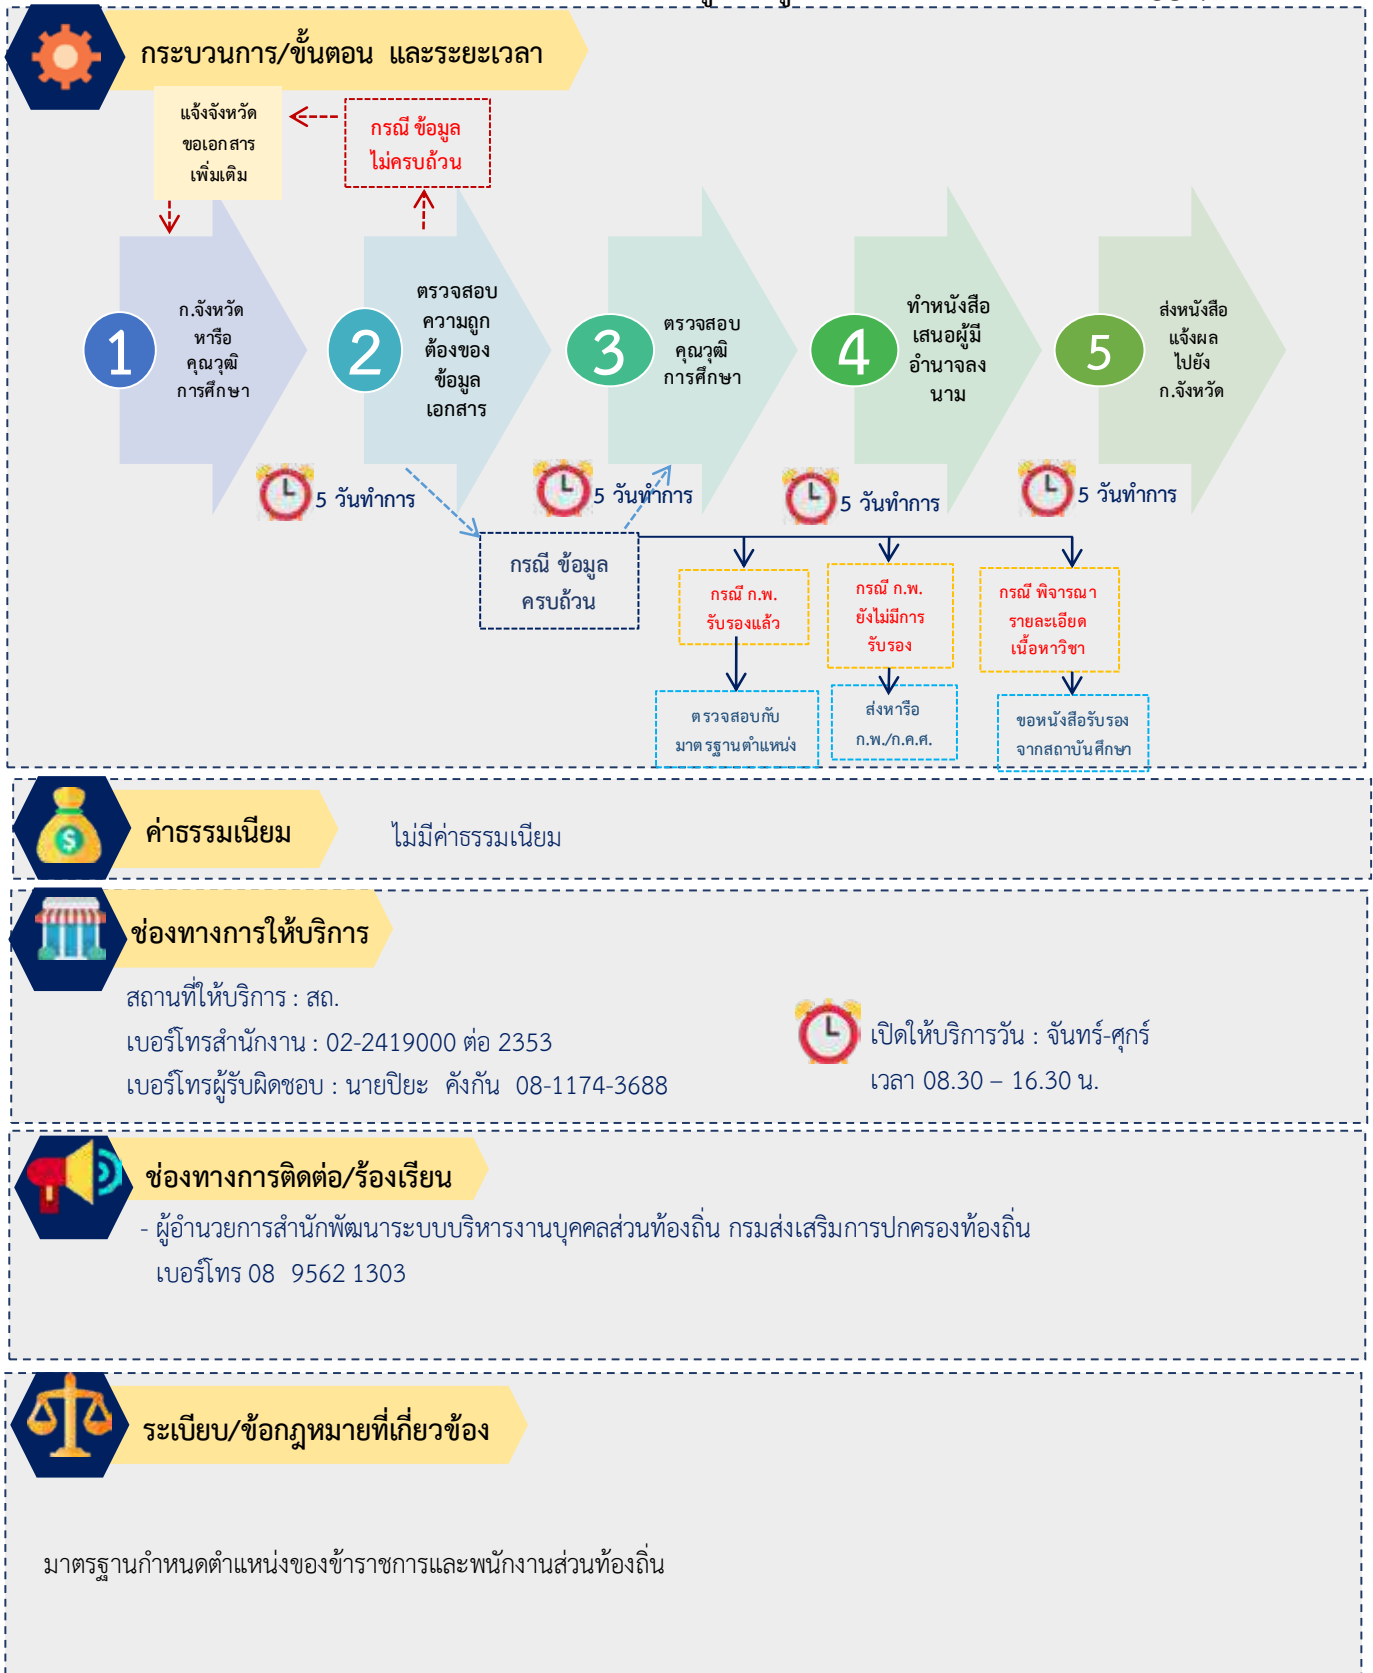 กระบวนการ/ขั้นตอน และระยะเวลา
แจ้งจังหวัด
ขอเอกสาร
เพิ่มเติม
กรณี ข้อมูล
ไม่ครบถ้วน
1
ก.จังหวัด
หารือ
คุณวุฒิ
การศึกษา
2
ตรวจสอบ
ความถูก
ต้องของ
ข้อมูล
เอกสาร
3
ตรวจสอบ
คุณวุฒิ
การศึกษา
4
ทำหนังสือ
เสนอผู้มี
อำนาจลง
นาม
5
ส่งหนังสือ
แจ้งผล
ไปยัง
ก.จังหวัด
5 วันทำการ
5 วันทำการ
5 วันทำการ
5 วันทำการ
กรณี ข้อมูล
ครบถ้วน
กรณี ก.พ.
รับรองแล้ว
กรณี ก.พ.
ยังไม่มีการ
รับรอง
กรณี พิจารณา
รายละเอียด
เนื้อหาวิชา
ตรวจสอบกับ
มาตรฐานตำแหน่ง
ส่งหารือ
ก.พ./ก.ค.ศ.
ขอหนังสือรับรอง
จากสถาบันศึกษา
ค่าธรรมเนียม
ไม่มีค่าธรรมเนียม
ช่องทางการให้บริการ
สถานที่ให้บริการ : สถ.
เบอร์โทรสำนักงาน : 02-2419000 ต่อ 2353
เบอร์โทรผู้รับผิดชอบ : นายปิยะ คังกัน 08-1174-3688
เปิดให้บริการวัน : จันทร์-ศุกร์
เวลา 08.30 – 16.30 น.
ช่องทางการติดต่อ/ร้องเรียน
- ผู้อำนวยการสำนักพัฒนาระบบบริหารงานบุคคลส่วนท้องถิ่น กรมส่งเสริมการปกครองท้องถิ่น
เบอร์โทร 08 9562 1303
ระเบียบ/ข้อกฎหมายที่เกี่ยวข้อง
มาตรฐานกำหนดตำแหน่งของข้าราชการและพนักงานส่วนท้องถิ่น